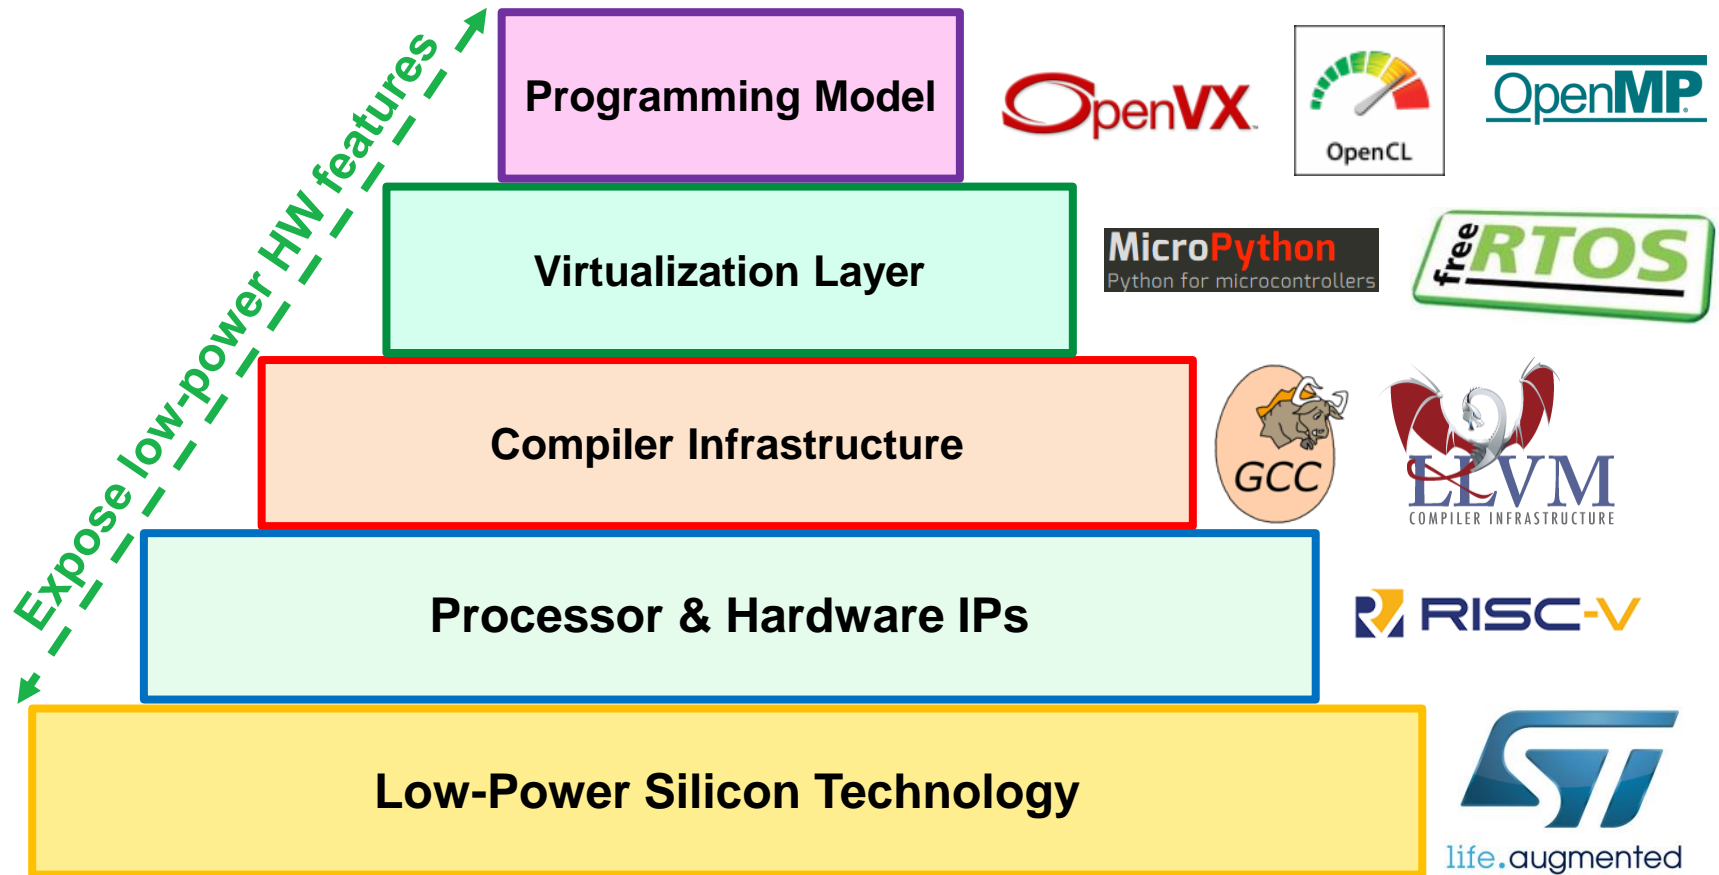 Expose low-power HW features
Programming Model
OpenVX™
OpenCL
OpenMP®
Virtualization Layer
MicroPython
Python for microcontrollers
freeRTOS
Compiler Infrastructure
GCC
LLVM
COMPILER INFRASTRUCTURE
Processor & Hardware IPs
RISC-V
Low-Power Silicon Technology
ST
life.augmented